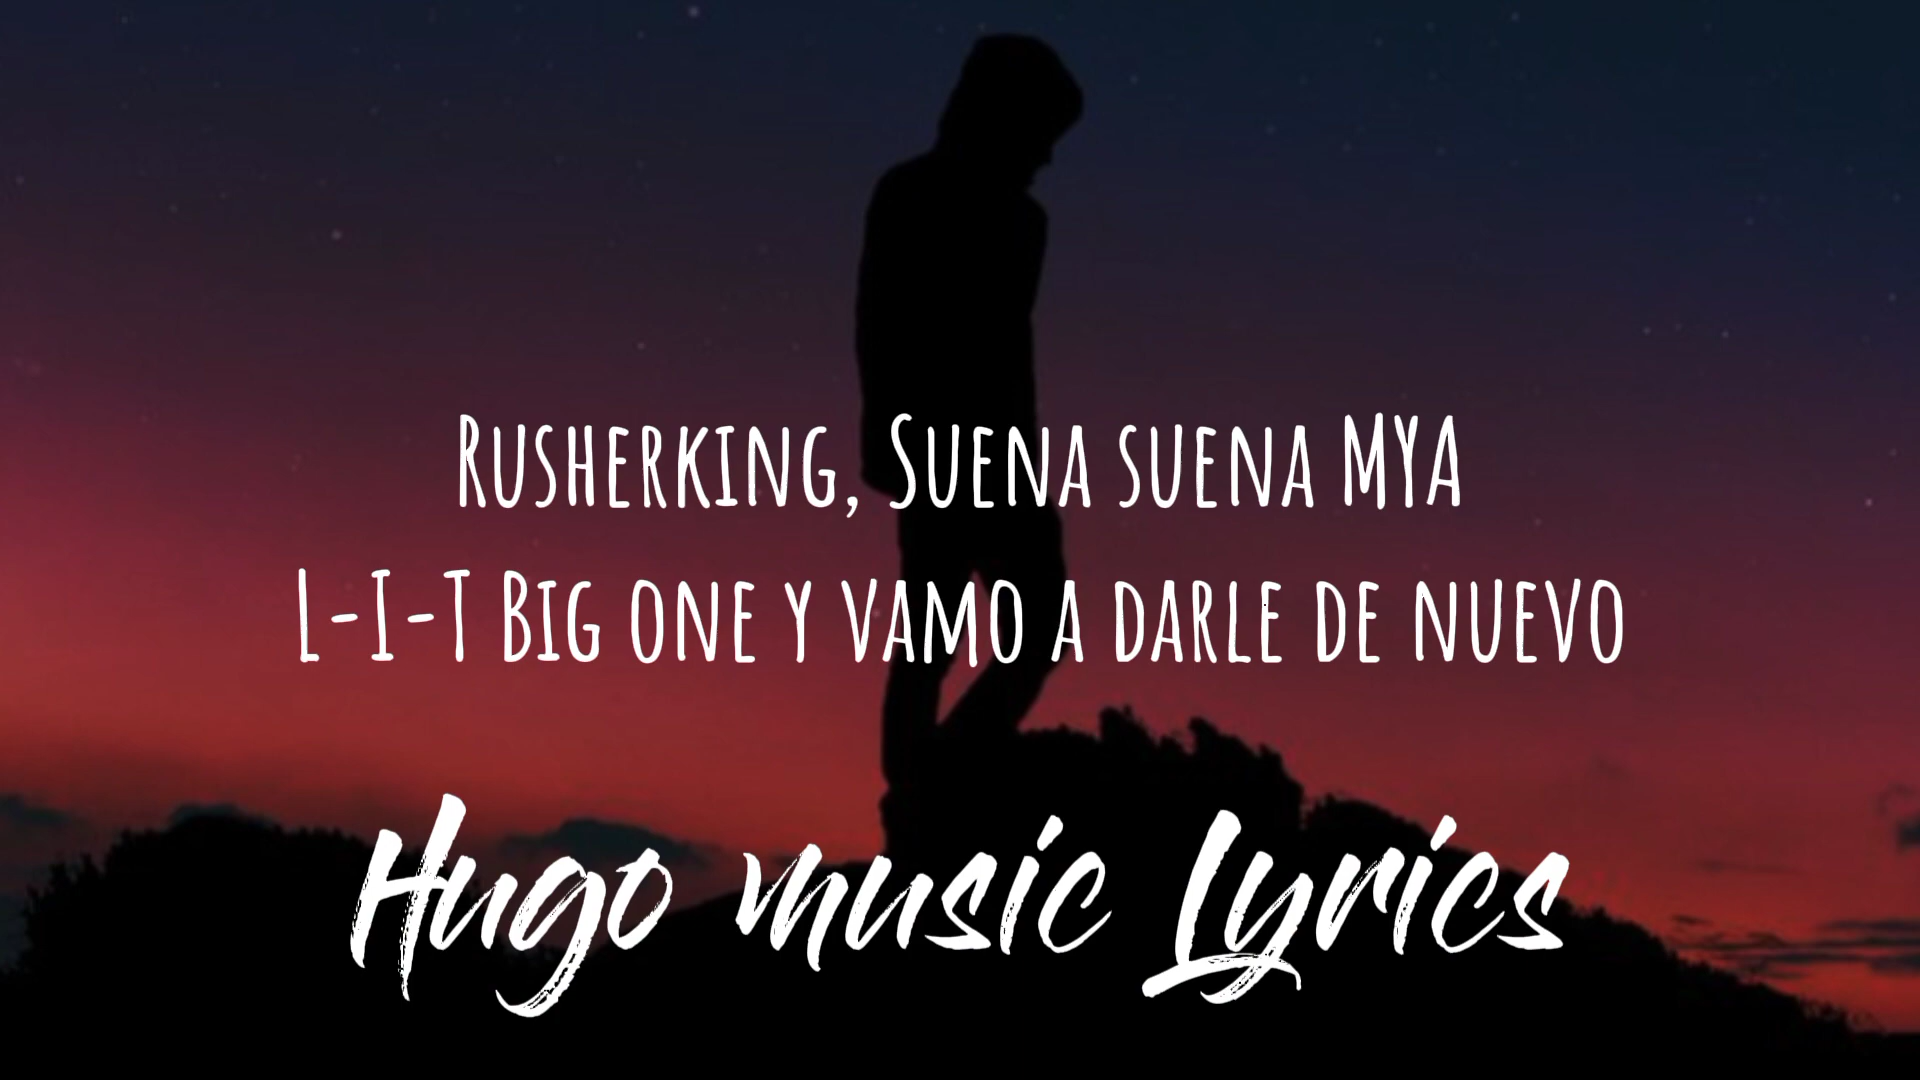 Rusherking, Suena suena MYA
L-I-T Big one y vamo a darle de nuevo
Hugo music Lyrics